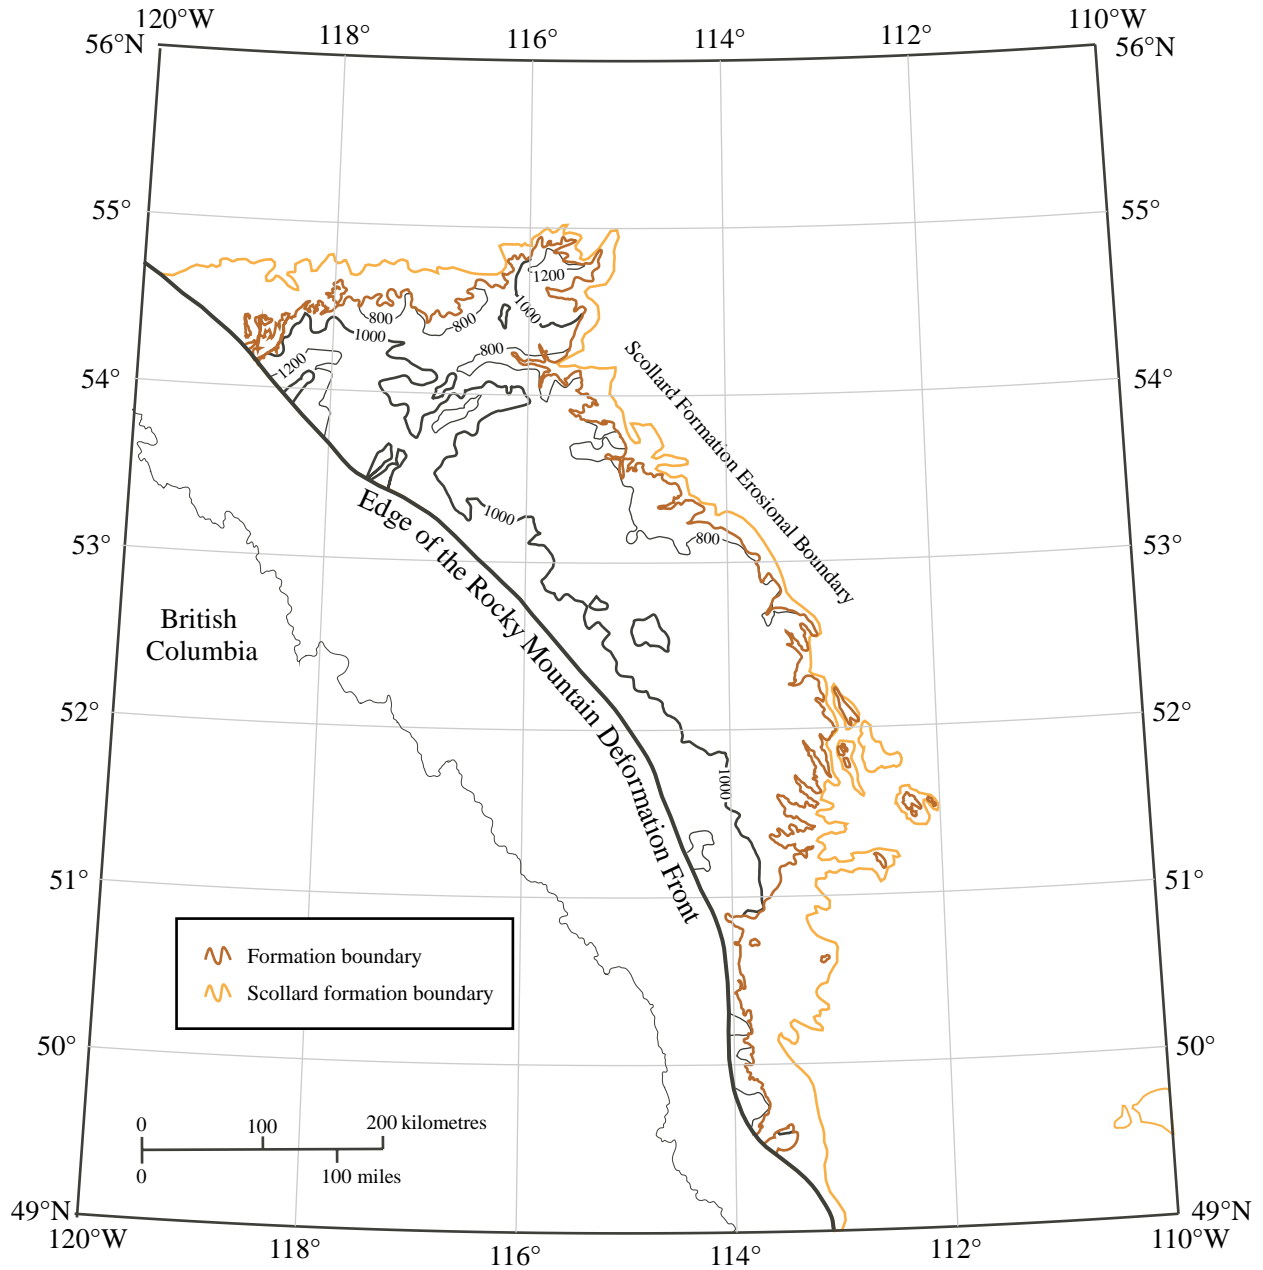 120°W
110°W
56°N
118°
116°
114°
112°
56°N
55°
55°
1200
1000
800
800
1000
800
1200
54°
54°
Scollard Formation Erosional Boundary
1000
800
53°
53°
Edge of the Rocky Mountain Deformation Front
British
Columbia
52°
52°
1000
51°
51°
Formation boundary
Scollard formation boundary
50°
50°
0
100
200 kilometres
0
100 miles
49°N
49°N
120°W
118°
116°
114°
112°
110°W